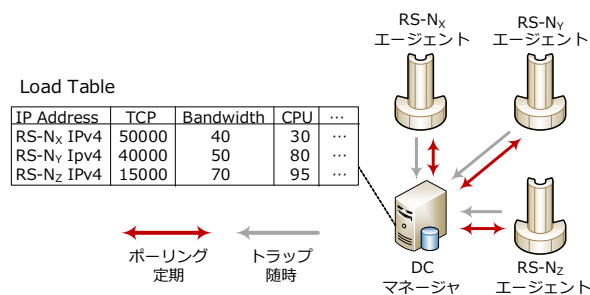 RS-NX
エージェント
RS-NY
エージェント
Load Table
IP Address TCP Bandwidth CPU …
RS-NX IPv4 50000 40 30 …
RS-NY Ipv4 40000 50 80 …
RS-NZ IPv4 15000 70 95 …
ポーリング
定期
トラップ
随時
DC
マネージャ
RS-NZ
エージェント